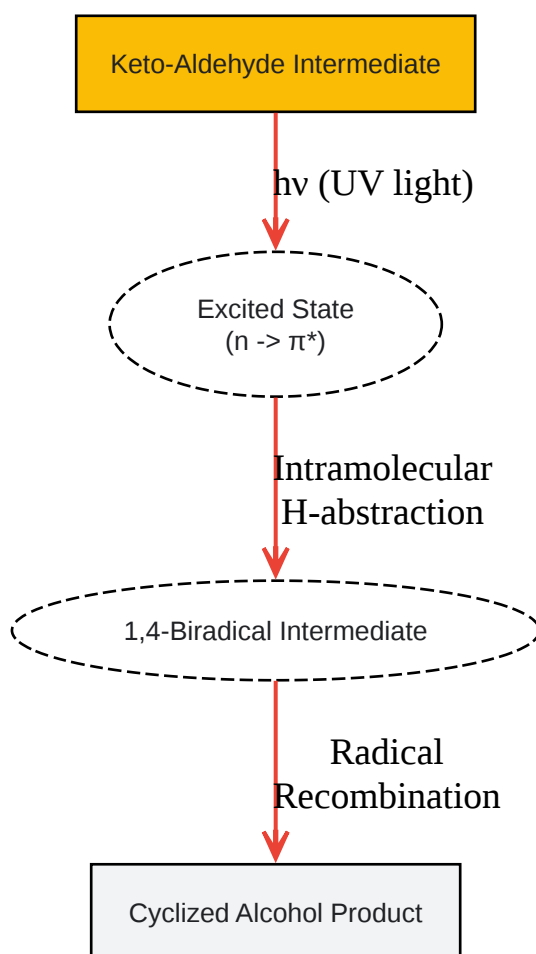 Keto-Aldehyde Intermediate
hν (UV light)
Excited State
(n -> π*)
Intramolecular
H-abstraction
1,4-Biradical Intermediate
Radical
Recombination
Cyclized Alcohol Product